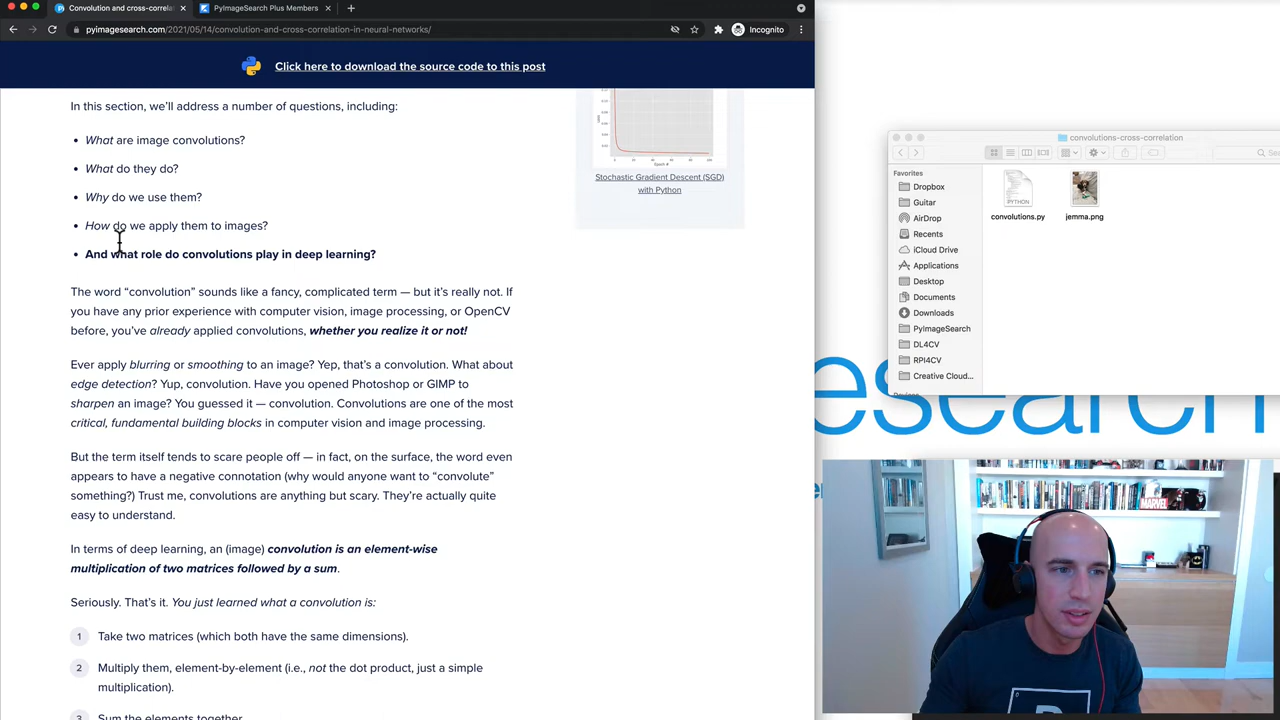 Convolution and cross-correla
PyImageSearch Plus Members
pyimagesearch.com/2021/05/14/convolution-and-cross-correlation-in-neural-networks/
Incognito
Click here to download the source code to this post
In this section, we'll address a number of questions, including:
What are image convolutions?
What do they do?
Why do we use them?
How do we apply them to images?
And what role do convolutions play in deep learning?
The word “convolution” sounds like a fancy, complicated term — but it's really not. If
you have any prior experience with computer vision, image processing, or OpenCV
before, you've already applied convolutions, whether you realize it or not!
Ever apply blurring or smoothing to an image? Yep, that's a convolution. What about
edge detection? Yup, convolution. Have you opened Photoshop or GIMP to
sharpen an image? You guessed it — convolution. Convolutions are one of the most
critical, fundamental building blocks in computer vision and image processing.
But the term itself tends to scare people off — in fact, on the surface, the word even
appears to have a negative connotation (why would anyone want to “convolute”
something?) Trust me, convolutions are anything but scary. They're actually quite
easy to understand.
In terms of deep learning, an (image) convolution is an element-wise
multiplication of two matrices followed by a sum.
Seriously. That's it. You just learned what a convolution is:
1 Take two matrices (which both have the same dimensions).
2 Multiply them, element-by-element (i.e., not the dot product, just a simple
multiplication).
3 Sum the elements together
Epoch #
Stochastic Gradient Descent (SGD)
with Python
convolutions-cross-correlation
Sea
Favorites
Dropbox
Guitar
AirDrop
Recents
iCloud Drive
Applications
Desktop
Documents
Downloads
PyImageSearch
DL4CV
RPI4CV
Creative Cloud...
Devices
PYTHON
convolutions.py
jemma.png
esearch
MARVEL